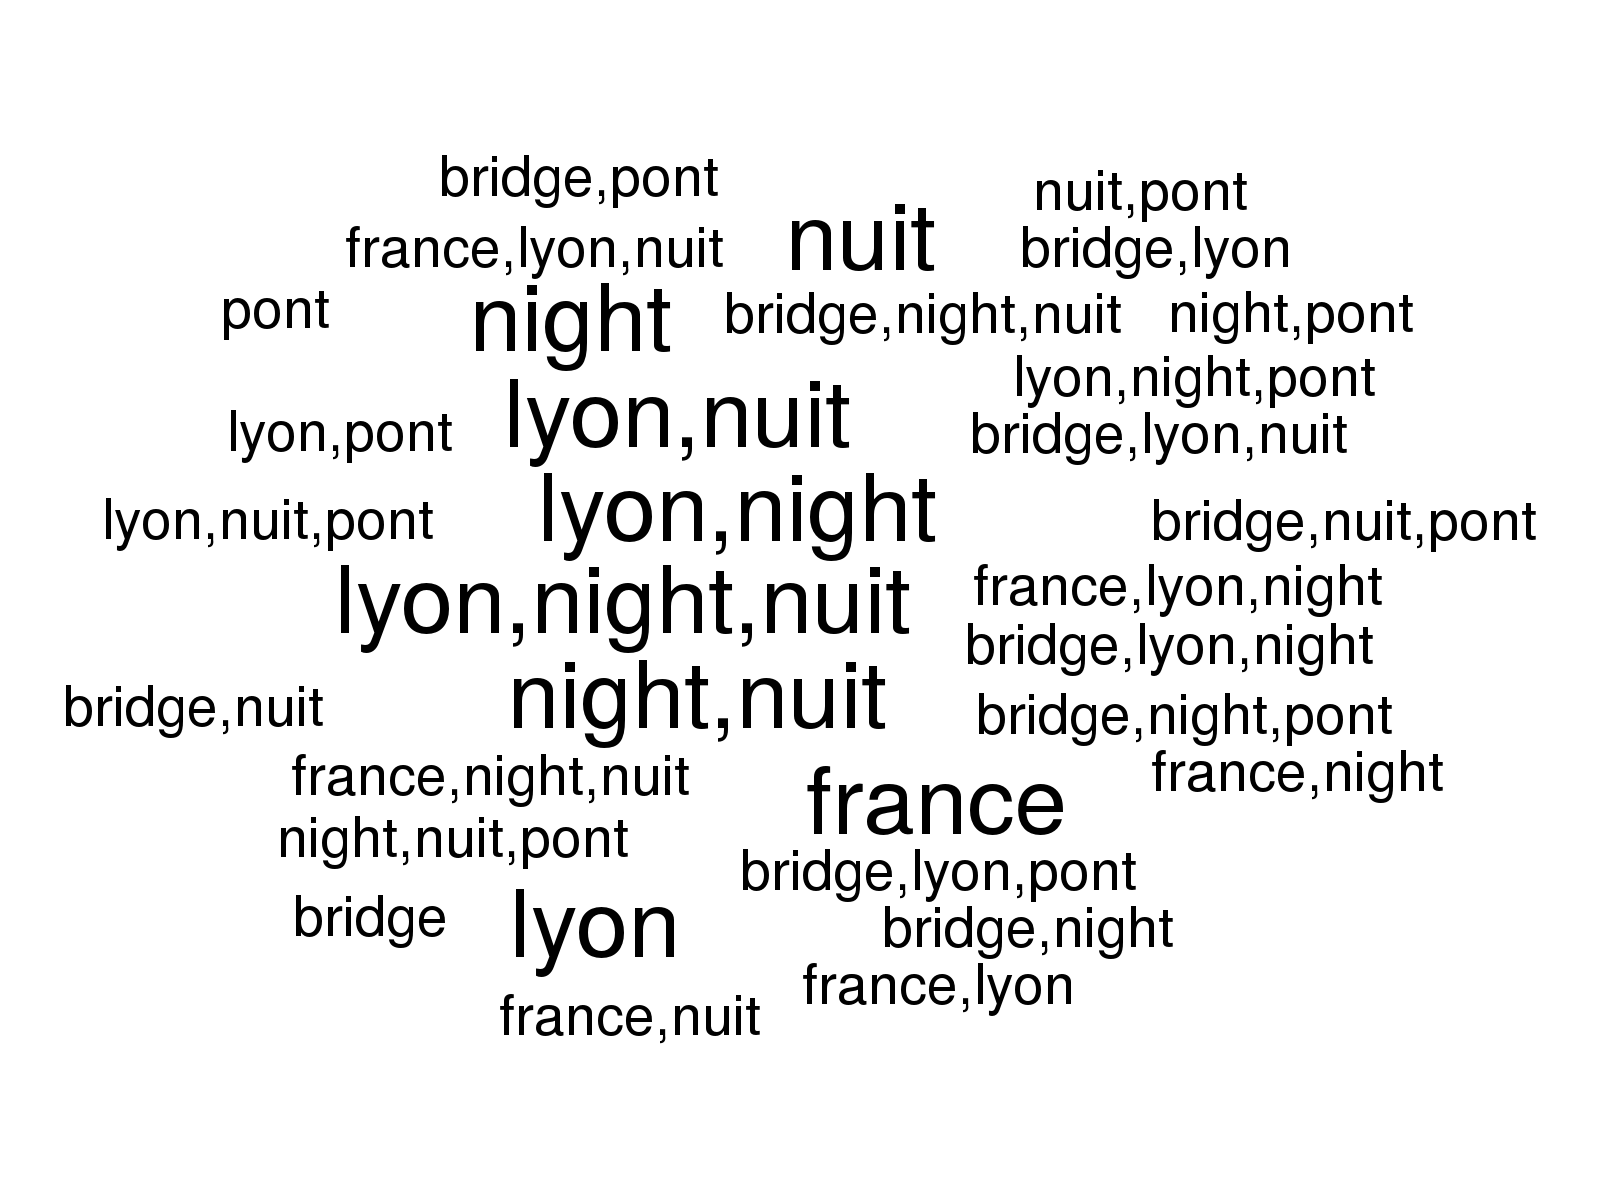 bridge,pont
nuit,pont
nuit
france,lyon,nuit
bridge,lyon
pont
night
bridge,night,nuit
night,pont
lyon,night,pont
lyon,nuit
lyon,pont
bridge,lyon,nuit
lyon,night
lyon,nuit,pont
bridge,nuit,pont
france,lyon,night
lyon,night,nuit
bridge,lyon,night
night,nuit
bridge,nuit
bridge,night,pont
france,night,nuit
france,night
france
night,nuit,pont
bridge,lyon,pont
bridge
lyon
bridge,night
france,lyon
france,nuit